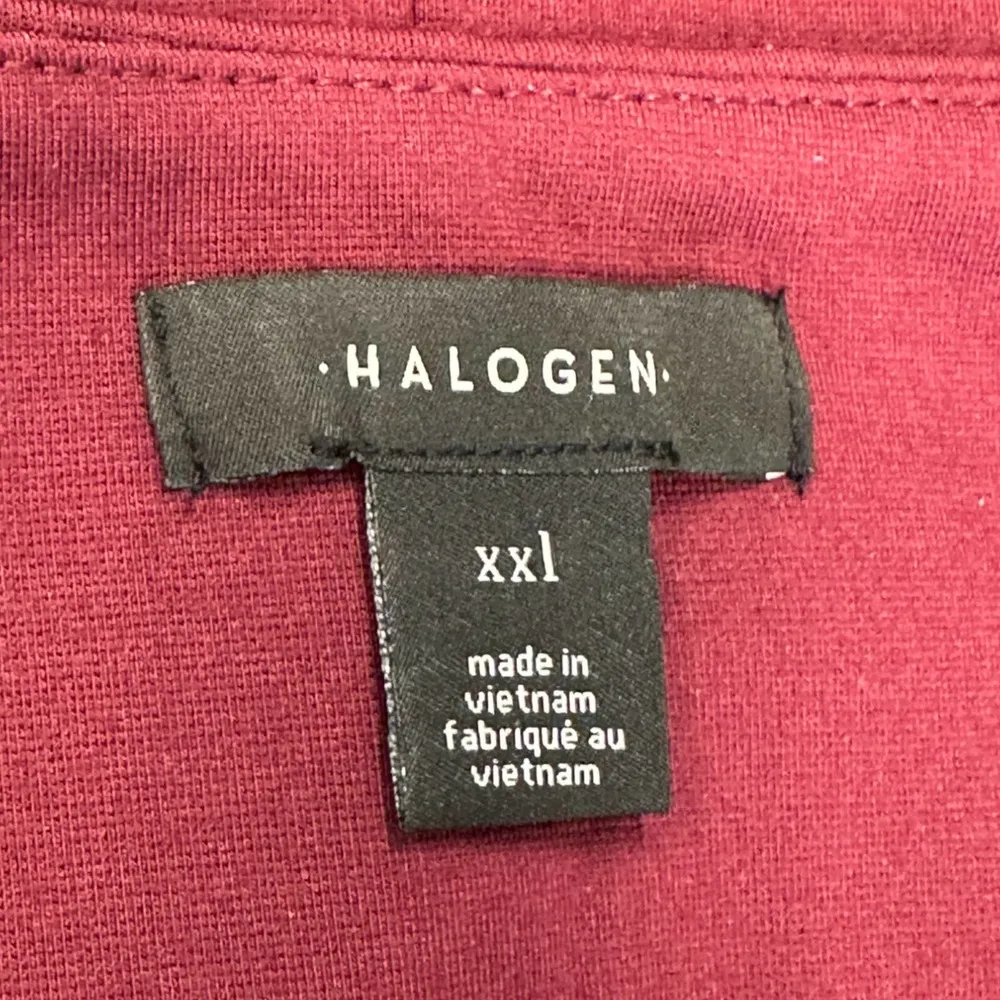 ·HALOGEN·
xxl
made in
vietnam
fabriqué au
vietnam